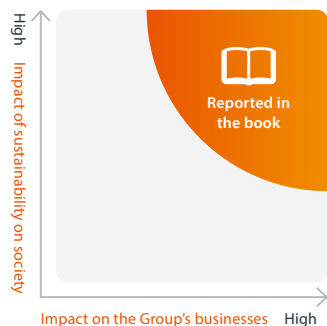 High
Impact of sustainability on society
Reported in
the book
Impact on the Group's businesses
High